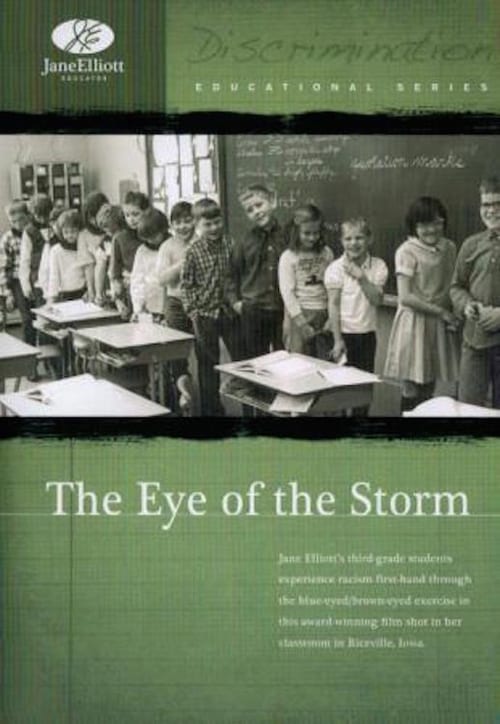 JE
JaneElliott
EDUCATOR
Discrimination
EDUCATIONAL SERIES
quotation marks
The Eye of the Storm
Jane Elliott's third-grade students
experience racism first-hand through
the blue-eyed/brown-eyed exercise in
this award-winning film shot in her
classroom in Riceville, Iowa.